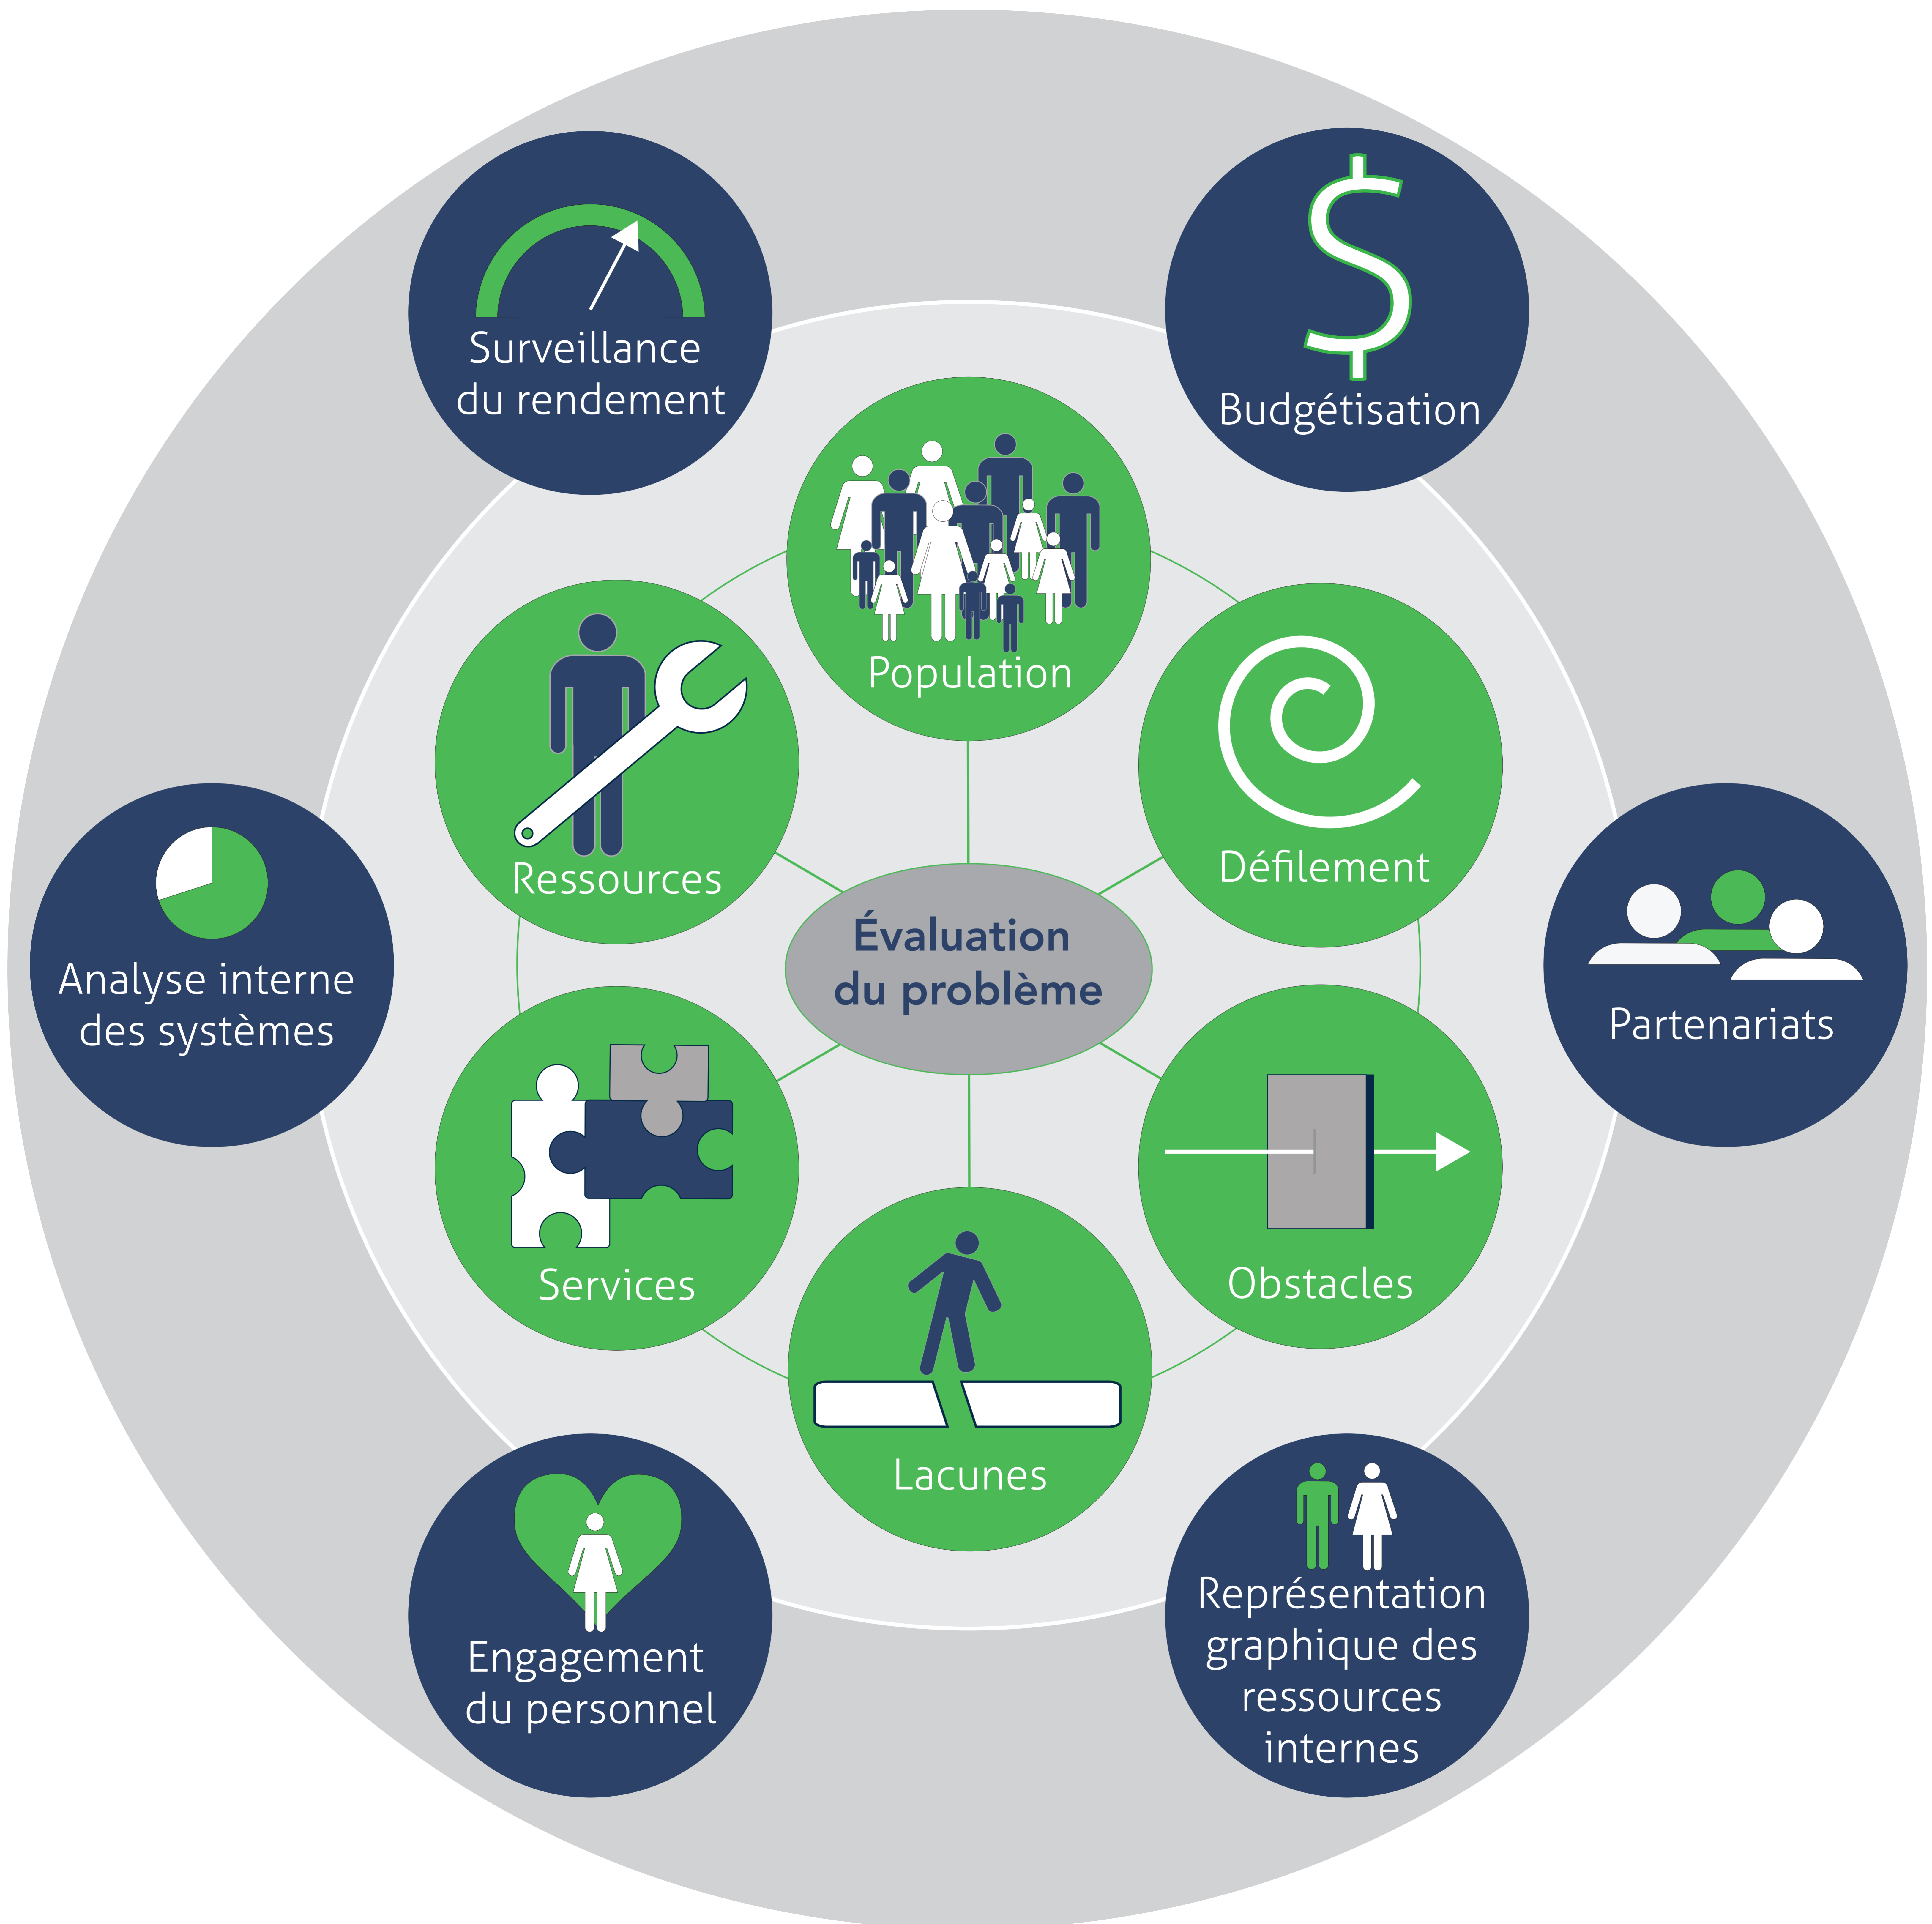 Surveillance
du rendement
Budgétisation
Population
Ressources
Défilement
Évaluation
du problème
Analyse interne
des systèmes
Partenariats
Services
Obstacles
Lacunes
Engagement
du personnel
Représentation
graphique des
ressources
internes